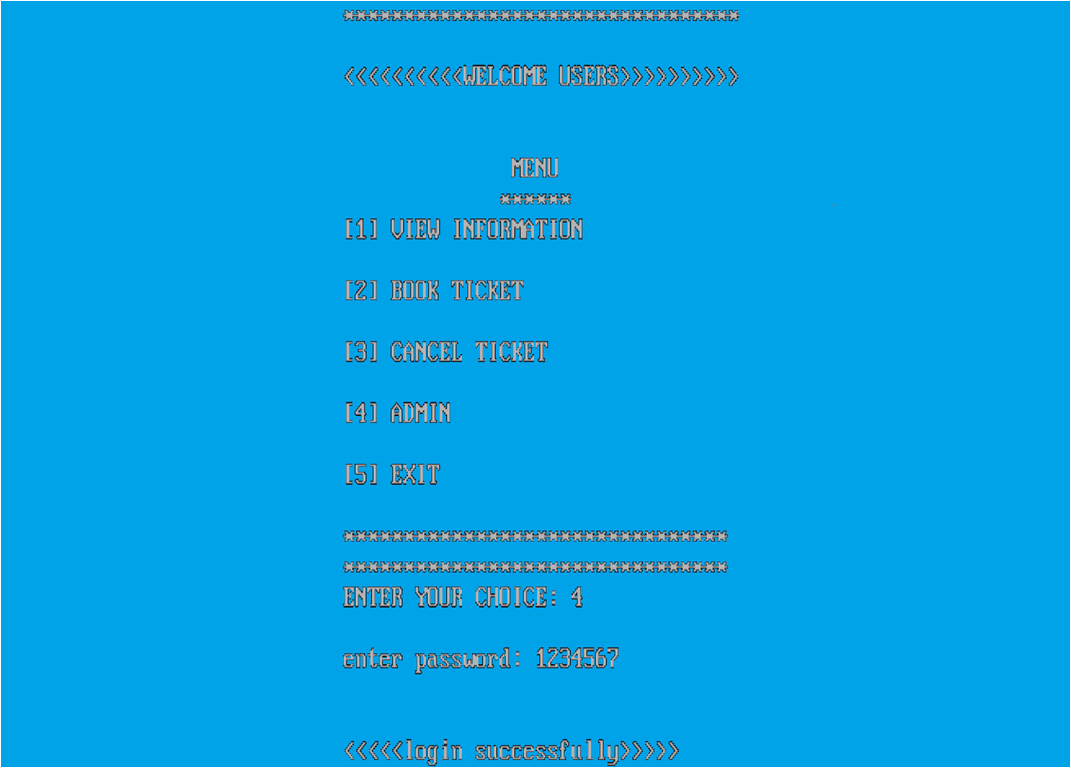 *********************************
<<<<<<<<<<WELCOME USERS>>>>>>>>>>
MENU
******
[1] VIEW INFORMATION
[2] BOOK TICKET
[3] CANCEL TICKET
[4] ADMIN
[5] EXIT
********************************
********************************
ENTER YOUR CHOICE: 4
enter password: 1234567
<<<<<login successfully>>>>>